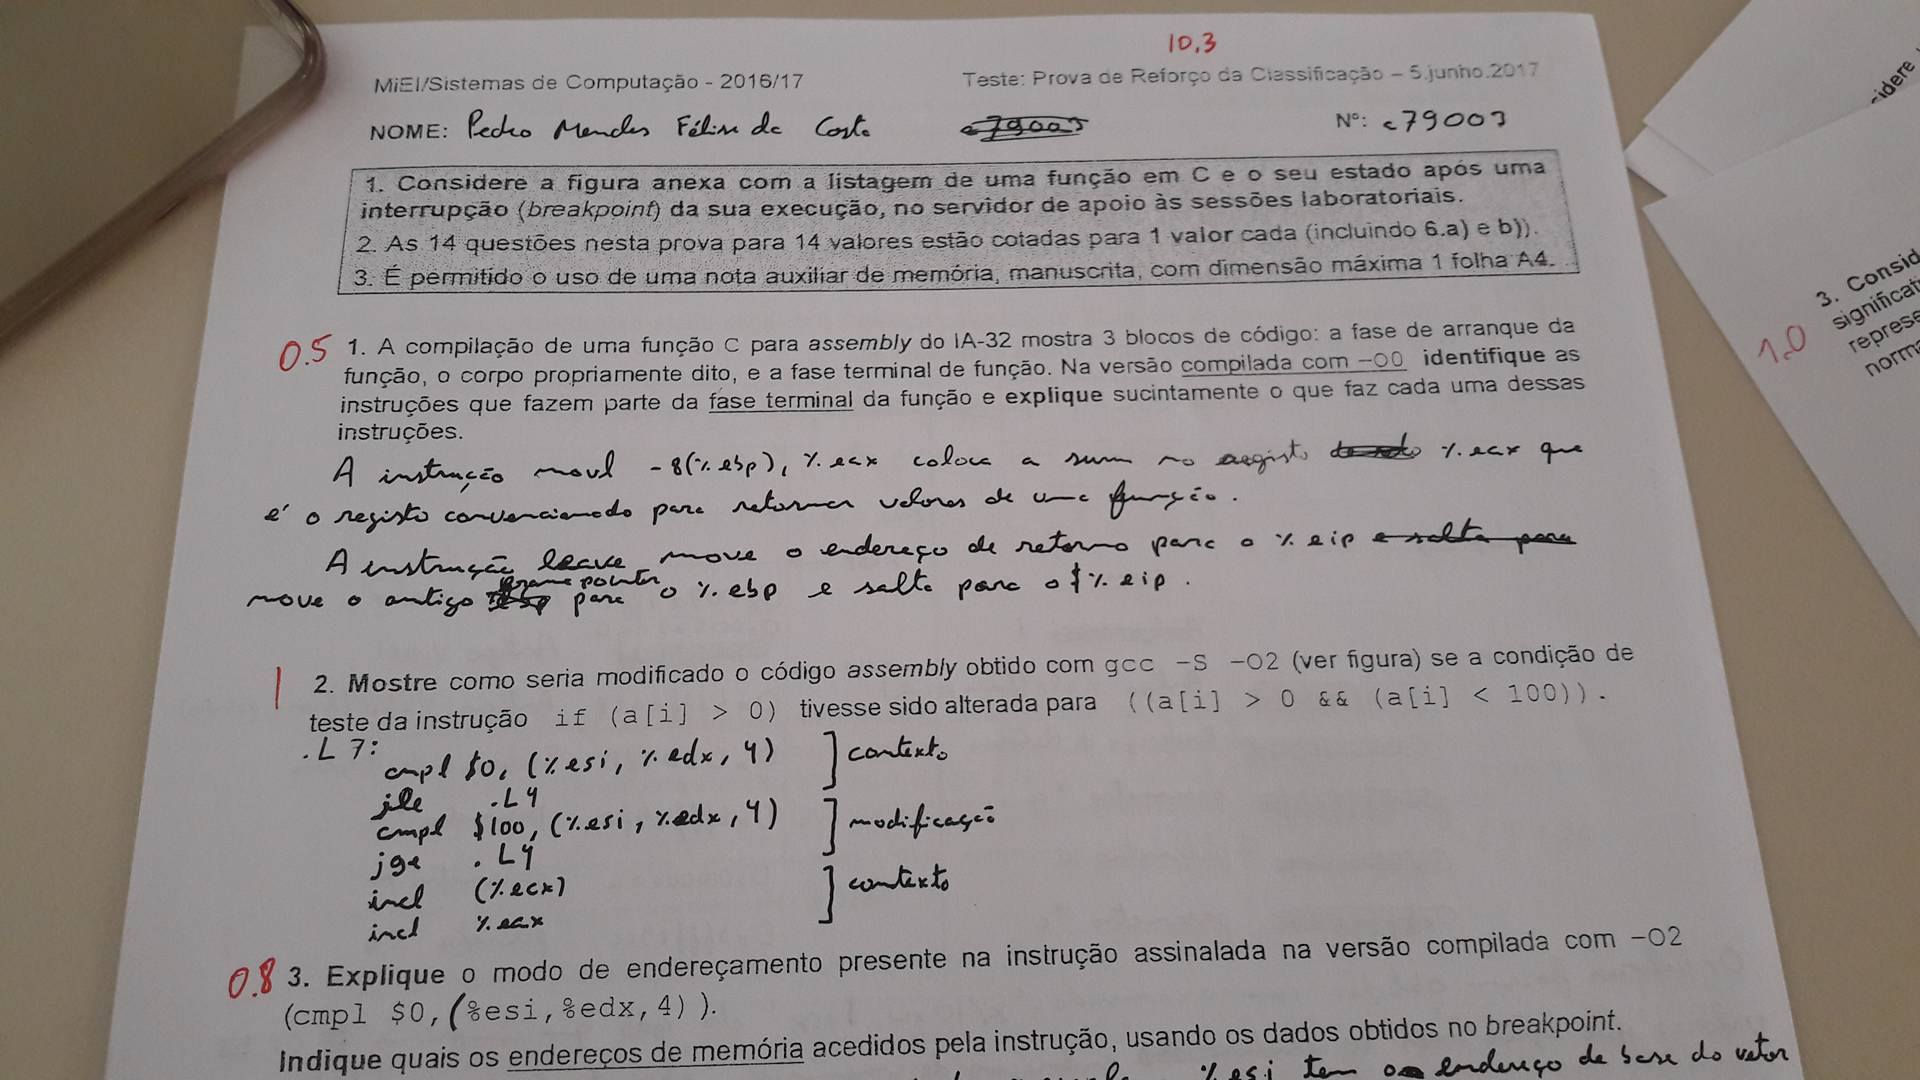 10.3
MiEI/Sistemas de Computação - 2016/17 Teste: Prova de Reforço da Classificação – 5.junho.2017
NOME: Pedro Mendes Félix da Costa a79003 Nº: a79003
1. Considere a figura anexa com a listagem de uma função em C e o seu estado após uma
interrupção (breakpoint) da sua execução, no servidor de apoio às sessões laboratoriais.
2. As 14 questões nesta prova para 14 valores estão cotadas para 1 valor cada (incluindo 6.a) e b)).
3. É permitido o uso de uma nota auxiliar de memória, manuscrita, com dimensão máxima 1 folha A4.
0.5 1. A compilação de uma função C para assembly do IA-32 mostra 3 blocos de código: a fase de arranque da
função, o corpo propriamente dito, e a fase terminal de função. Na versão compilada com -O0 identifique as
instruções que fazem parte da fase terminal da função e explique sucintamente o que faz cada uma dessas
instruções.
A instrução movl -8(%ebp), %eax coloca a sum no registo %eax que
é o registo convencionado para retornar valores de uma função.
A instrução leave move o endereço de retorno para o %eip e salta para
move o antigo frame pointer para o %ebp e salta para o %eip.
1 2. Mostre como seria modificado o código assembly obtido com gcc -S -O2 (ver figura) se a condição de
teste da instrução if (a[i] > 0) tivesse sido alterada para ((a[i] > 0 && (a[i] < 100)).
.L7:
cmpl $0, (%esi, %edx, 4) ] contexto
jle .L4
cmpl $100, (%esi, %edx, 4) ] modificação
jge .L4
incl (%ecx) ] contexto
incl %eax
0.8 3. Explique o modo de endereçamento presente na instrução assinalada na versão compilada com -O2
(cmpl $0,(%esi,%edx,4)).
Indique quais os endereços de memória acedidos pela instrução, usando os dados obtidos no breakpoint.
%esi tem o endereço de base do vetor
sidere
1.0 3. Consid
significati
represe
norma